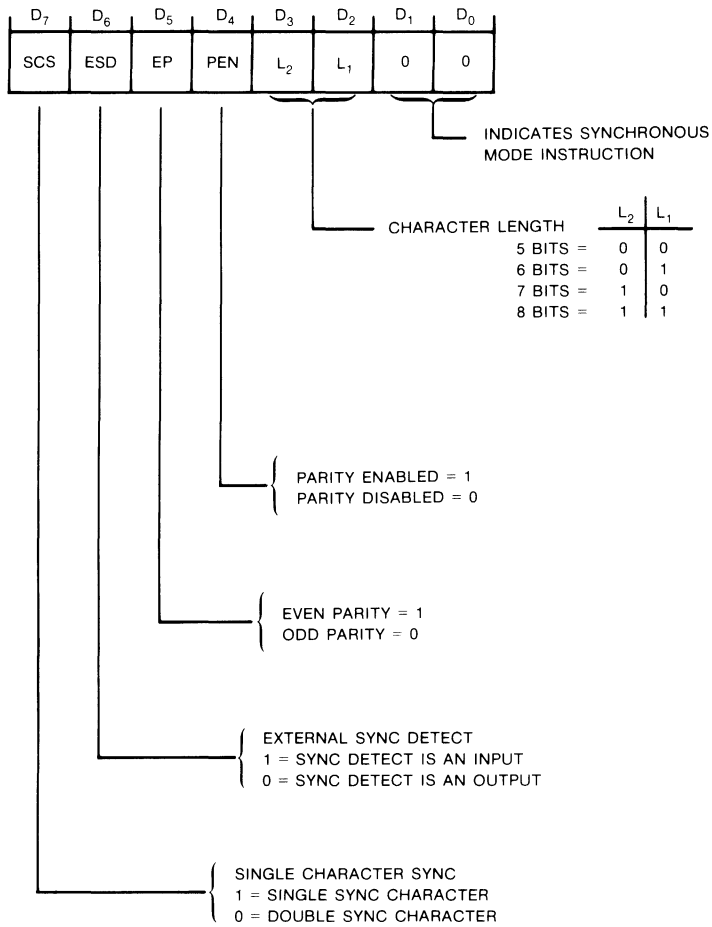 D₇ D₆ D₅ D₄ D₃ D₂ D₁ D₀
SCS ESD EP PEN L₂ L₁ 0 0
INDICATES SYNCHRONOUS
MODE INSTRUCTION
CHARACTER LENGTH L₂ L₁
5 BITS = 0 0
6 BITS = 0 1
7 BITS = 1 0
8 BITS = 1 1
PARITY ENABLED = 1
PARITY DISABLED = 0
EVEN PARITY = 1
ODD PARITY = 0
EXTERNAL SYNC DETECT
1 = SYNC DETECT IS AN INPUT
0 = SYNC DETECT IS AN OUTPUT
SINGLE CHARACTER SYNC
1 = SINGLE SYNC CHARACTER
0 = DOUBLE SYNC CHARACTER